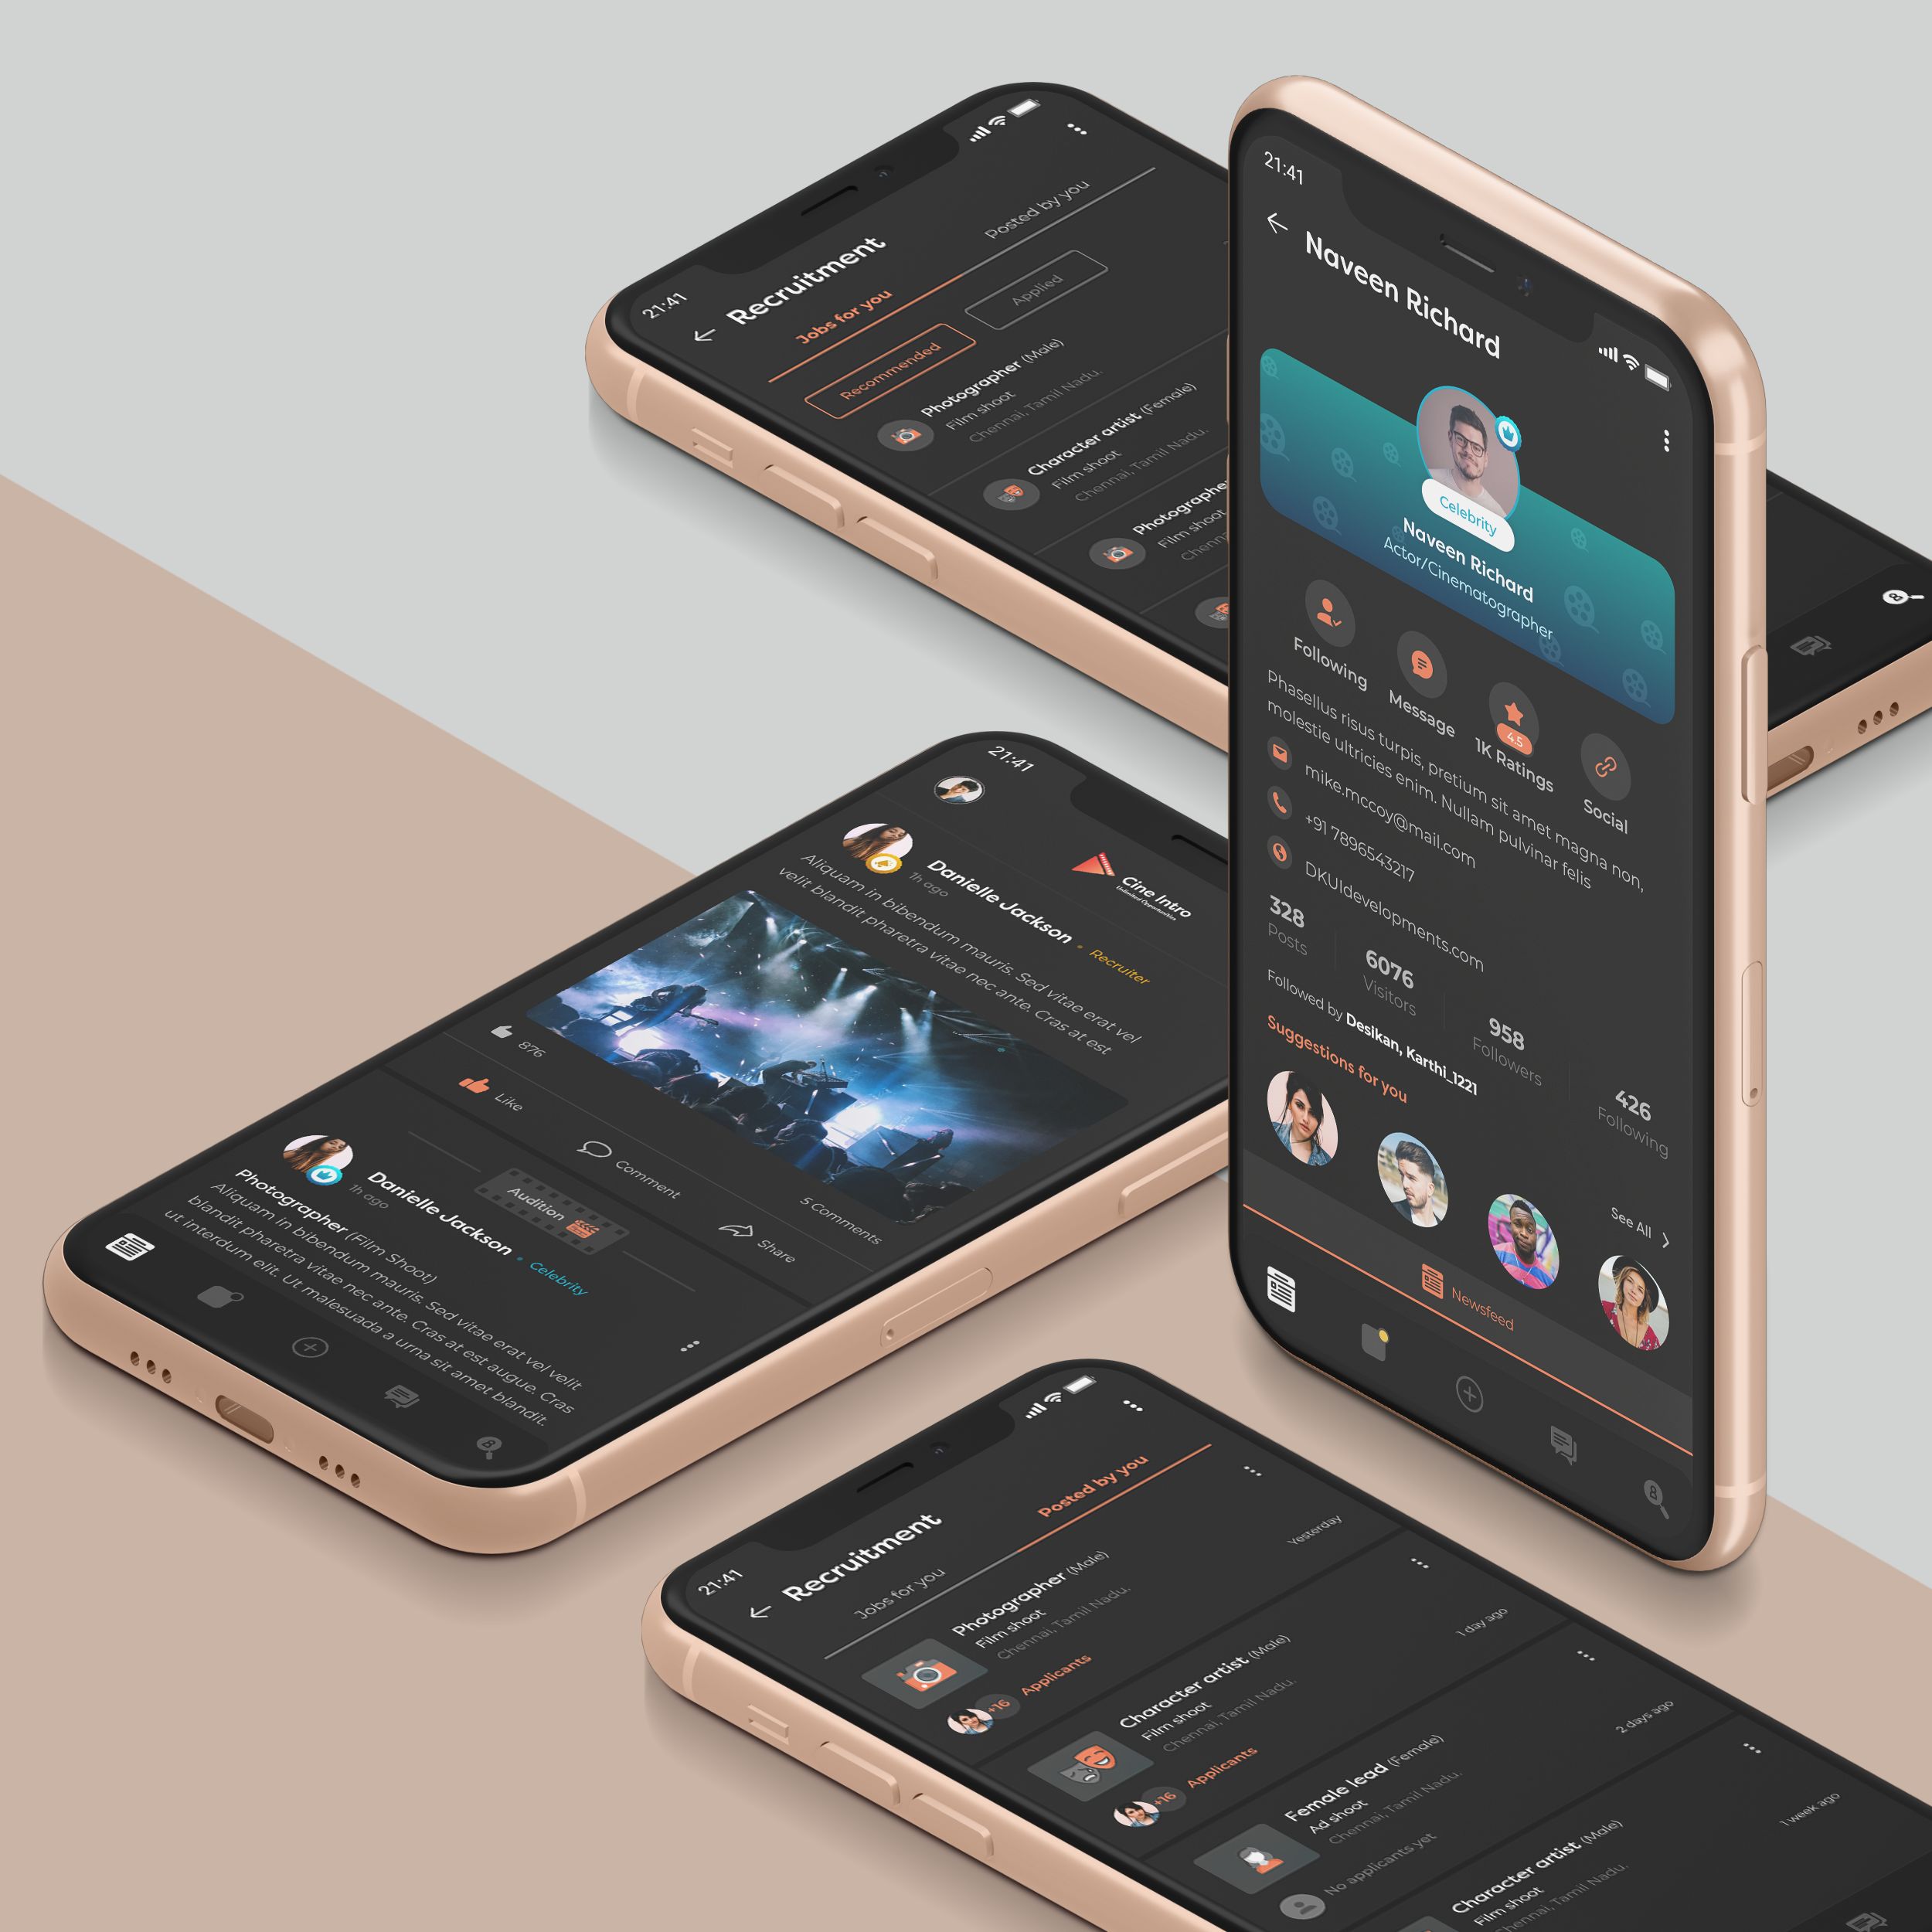 21:41
Recruitment
Jobs for you
Posted by you
Recommended
Applied
Photographer (Male)
Film shoot
Chennai, Tamil Nadu.
Character artist (Female)
Film shoot
Chennai, Tamil Nadu.
Photographer
Film shoot
21:41
Naveen Richard
Celebrity
Naveen Richard
Actor/Cinematographer
Following
Message
4.5
1K Ratings
Social
Phasellus risus turpis, pretium sit amet magna non,
molestie ultricies enim. Nullam pulvinar felis
mike.mccoy@mail.com
+91 7896543217
DKUIdevelopments.com
328
Posts
6076
Visitors
958
Followers
426
Following
Followed by Desikan, Karthi_1221
Suggestions for you
See All
Newsfeed
21:41
Cine Intro
Unlimited Opportunities
Danielle Jackson • Recruiter
1h ago
Aliquam in bibendum mauris. Sed vitae erat vel
velit blandit pharetra vitae nec ante. Cras at est
876
5 Comments
Like
Comment
Share
Audition
Danielle Jackson • Celebrity
1h ago
Photographer (Film Shoot)
Aliquam in bibendum mauris. Sed vitae erat vel velit
blandit pharetra vitae nec ante. Cras at est augue. Cras
ut interdum elit. Ut malesuada a urna sit amet blandit.
21:41
Recruitment
Jobs for you
Posted by you
Photographer (Male)
Yesterday
Film shoot
Chennai, Tamil Nadu.
+16 Applicants
Character artist (Male)
1 day ago
Film shoot
Chennai, Tamil Nadu.
+16 Applicants
Female lead (Female)
2 days ago
Ad shoot
Chennai, Tamil Nadu.
No applicants yet
Character artist (Male)
1 week ago
Film shoot
Chennai, Tamil Nadu.